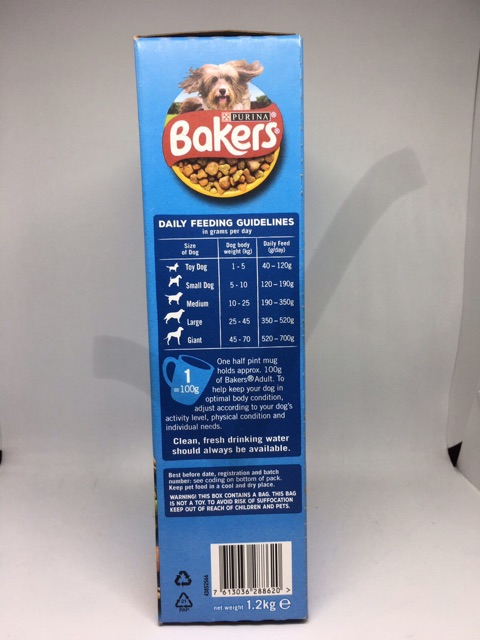 PURINA
Bakers®
DAILY FEEDING GUIDELINES
in grams per day
Size of Dog Dog body weight (kg) Daily Feed (g/day)
Toy Dog 1 - 5 40 – 120g
Small Dog 5 - 10 120 – 190g
Medium 10 - 25 190 – 350g
Large 25 - 45 350 – 520g
Giant 45 - 70 520 – 700g
1
=100g
One half pint mug
holds approx. 100g
of Bakers® Adult. To
help keep your dog in
optimal body condition,
adjust according to your dog's
activity level, physical condition and
individual needs.
Clean, fresh drinking water
should always be available.
Best before date, registration and batch
number: see coding on bottom of pack.
Keep pet food in a cool and dry place.
WARNING! THIS BOX CONTAINS A BAG. THIS BAG
IS NOT A TOY. TO AVOID RISK OF SUFFOCATION
KEEP OUT OF REACH OF CHILDREN AND PETS.
21
PAP
7 613036 288620 >
net weight 1.2kg ℮